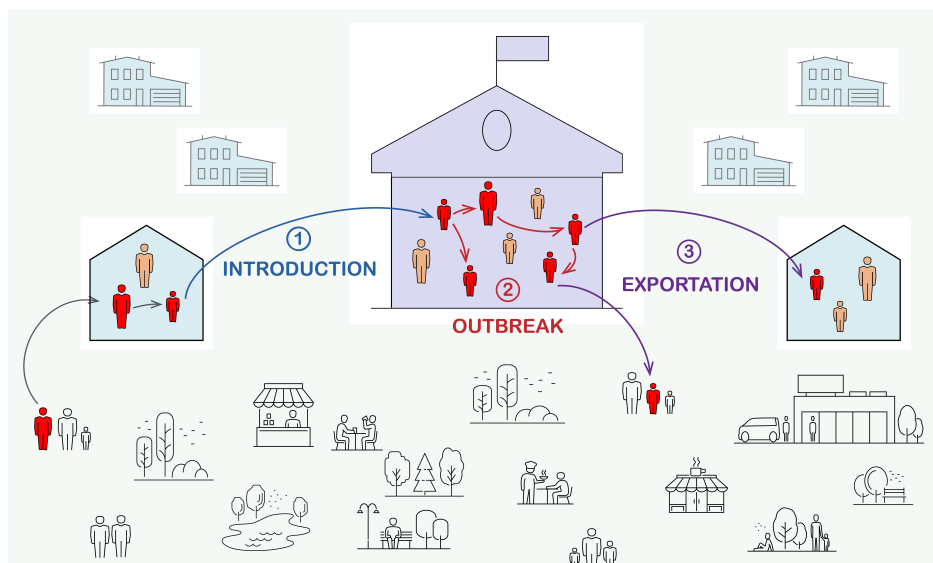 1
INTRODUCTION
2
OUTBREAK
3
EXPORTATION